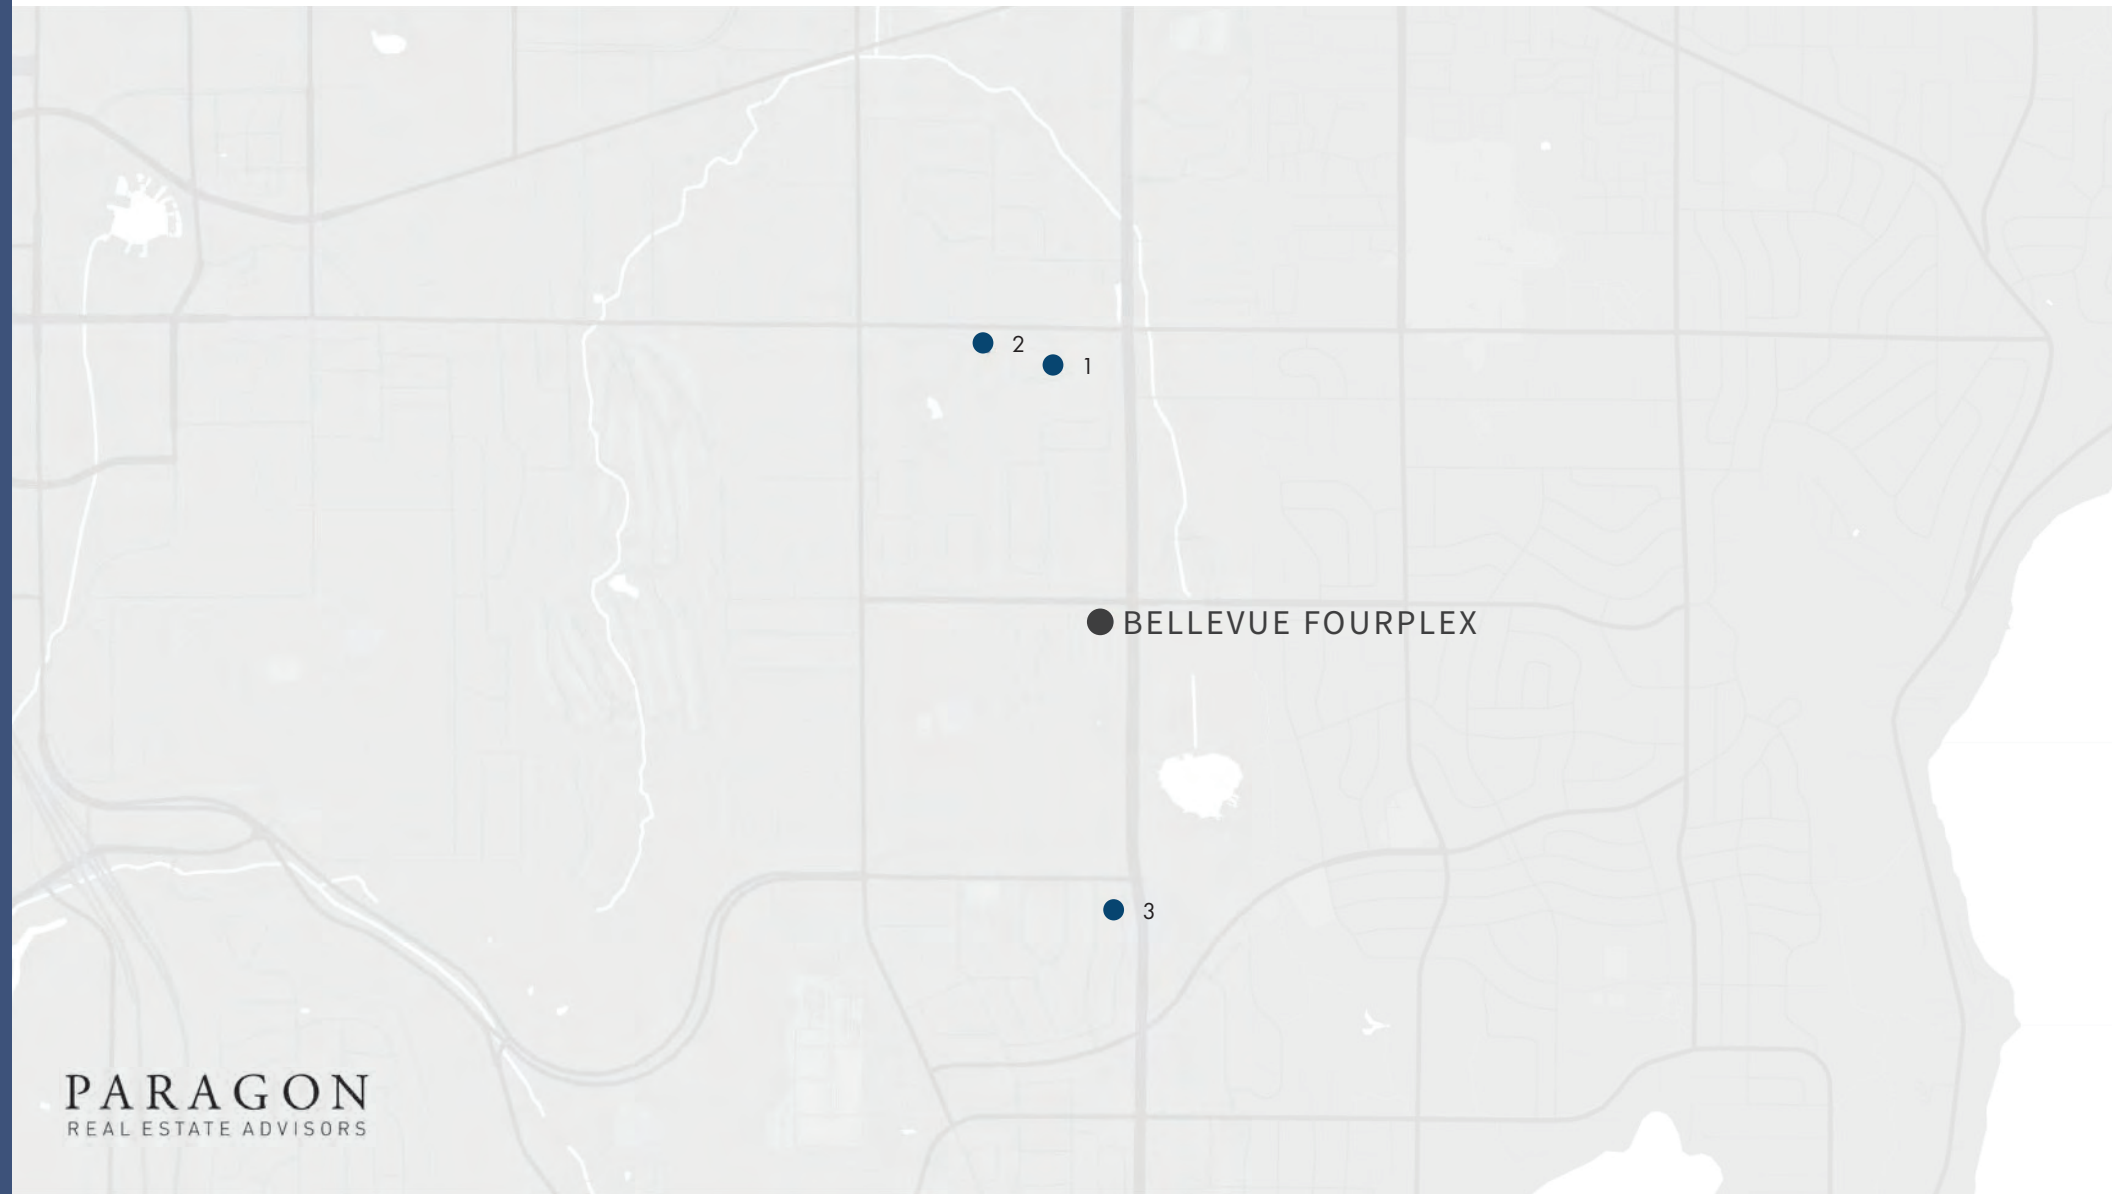 2
1
BELLEVUE FOURPLEX
3
PARAGON
REAL ESTATE ADVISORS